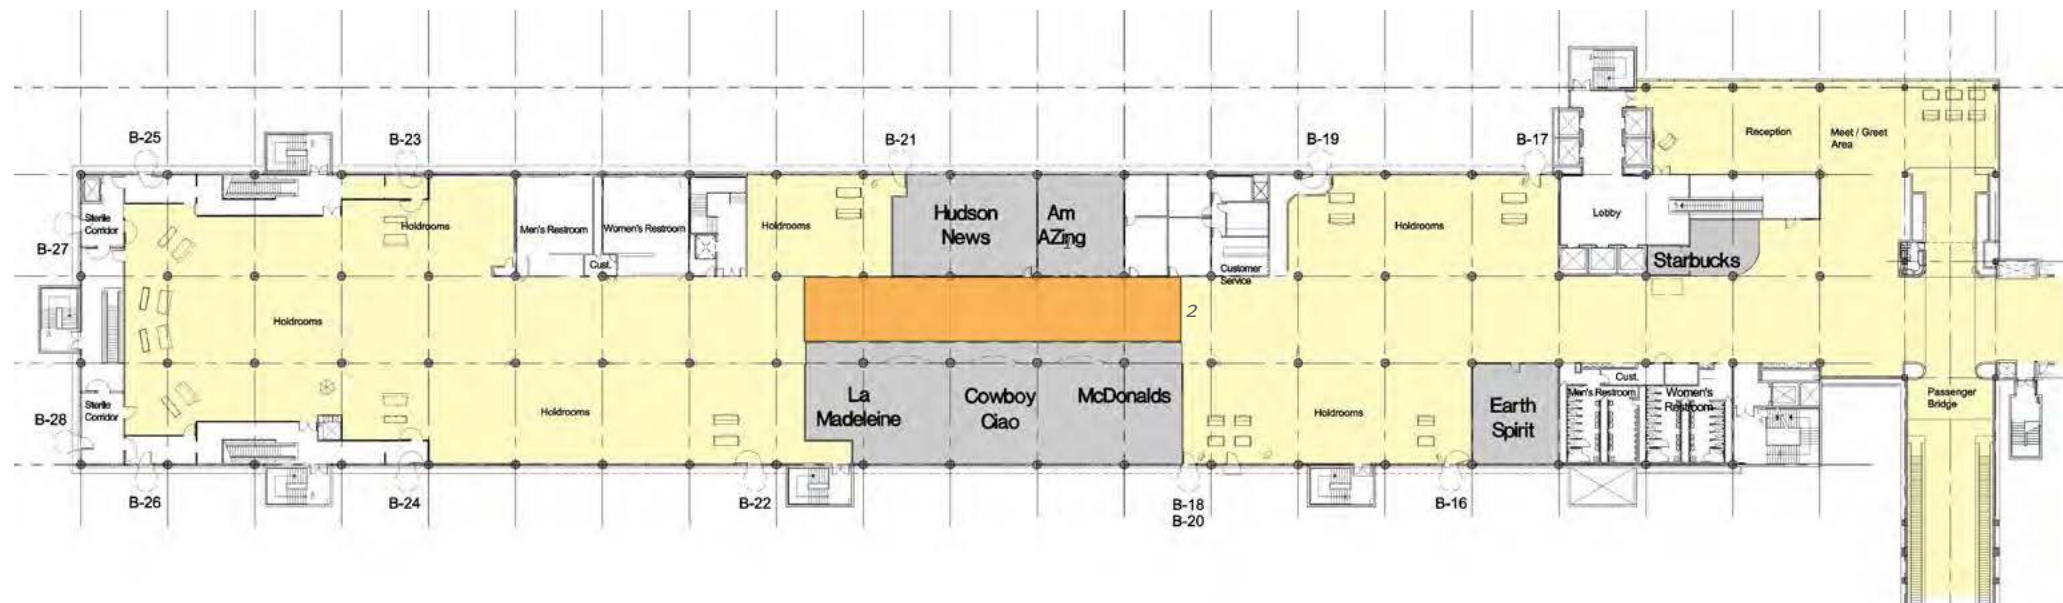 B-25
B-23
B-21
B-19
B-17
Reception
Meet / Greet
Area
Sterile
Corridor
Holdrooms
Men's Restroom
Women's Restroom
Cust.
Holdrooms
Hudson
News
Am
AZing
1
Customer
Service
Holdrooms
Lobby
Starbucks
B-27
Holdrooms
2
B-28
Sterile
Corridor
Holdrooms
La
Madeleine
Cowboy
Ciao
McDonalds
Holdrooms
Earth
Spirit
Cust.
Men's Restroom
Women's
Restroom
Passenger
Bridge
B-26
B-24
B-22
B-18
B-20
B-16